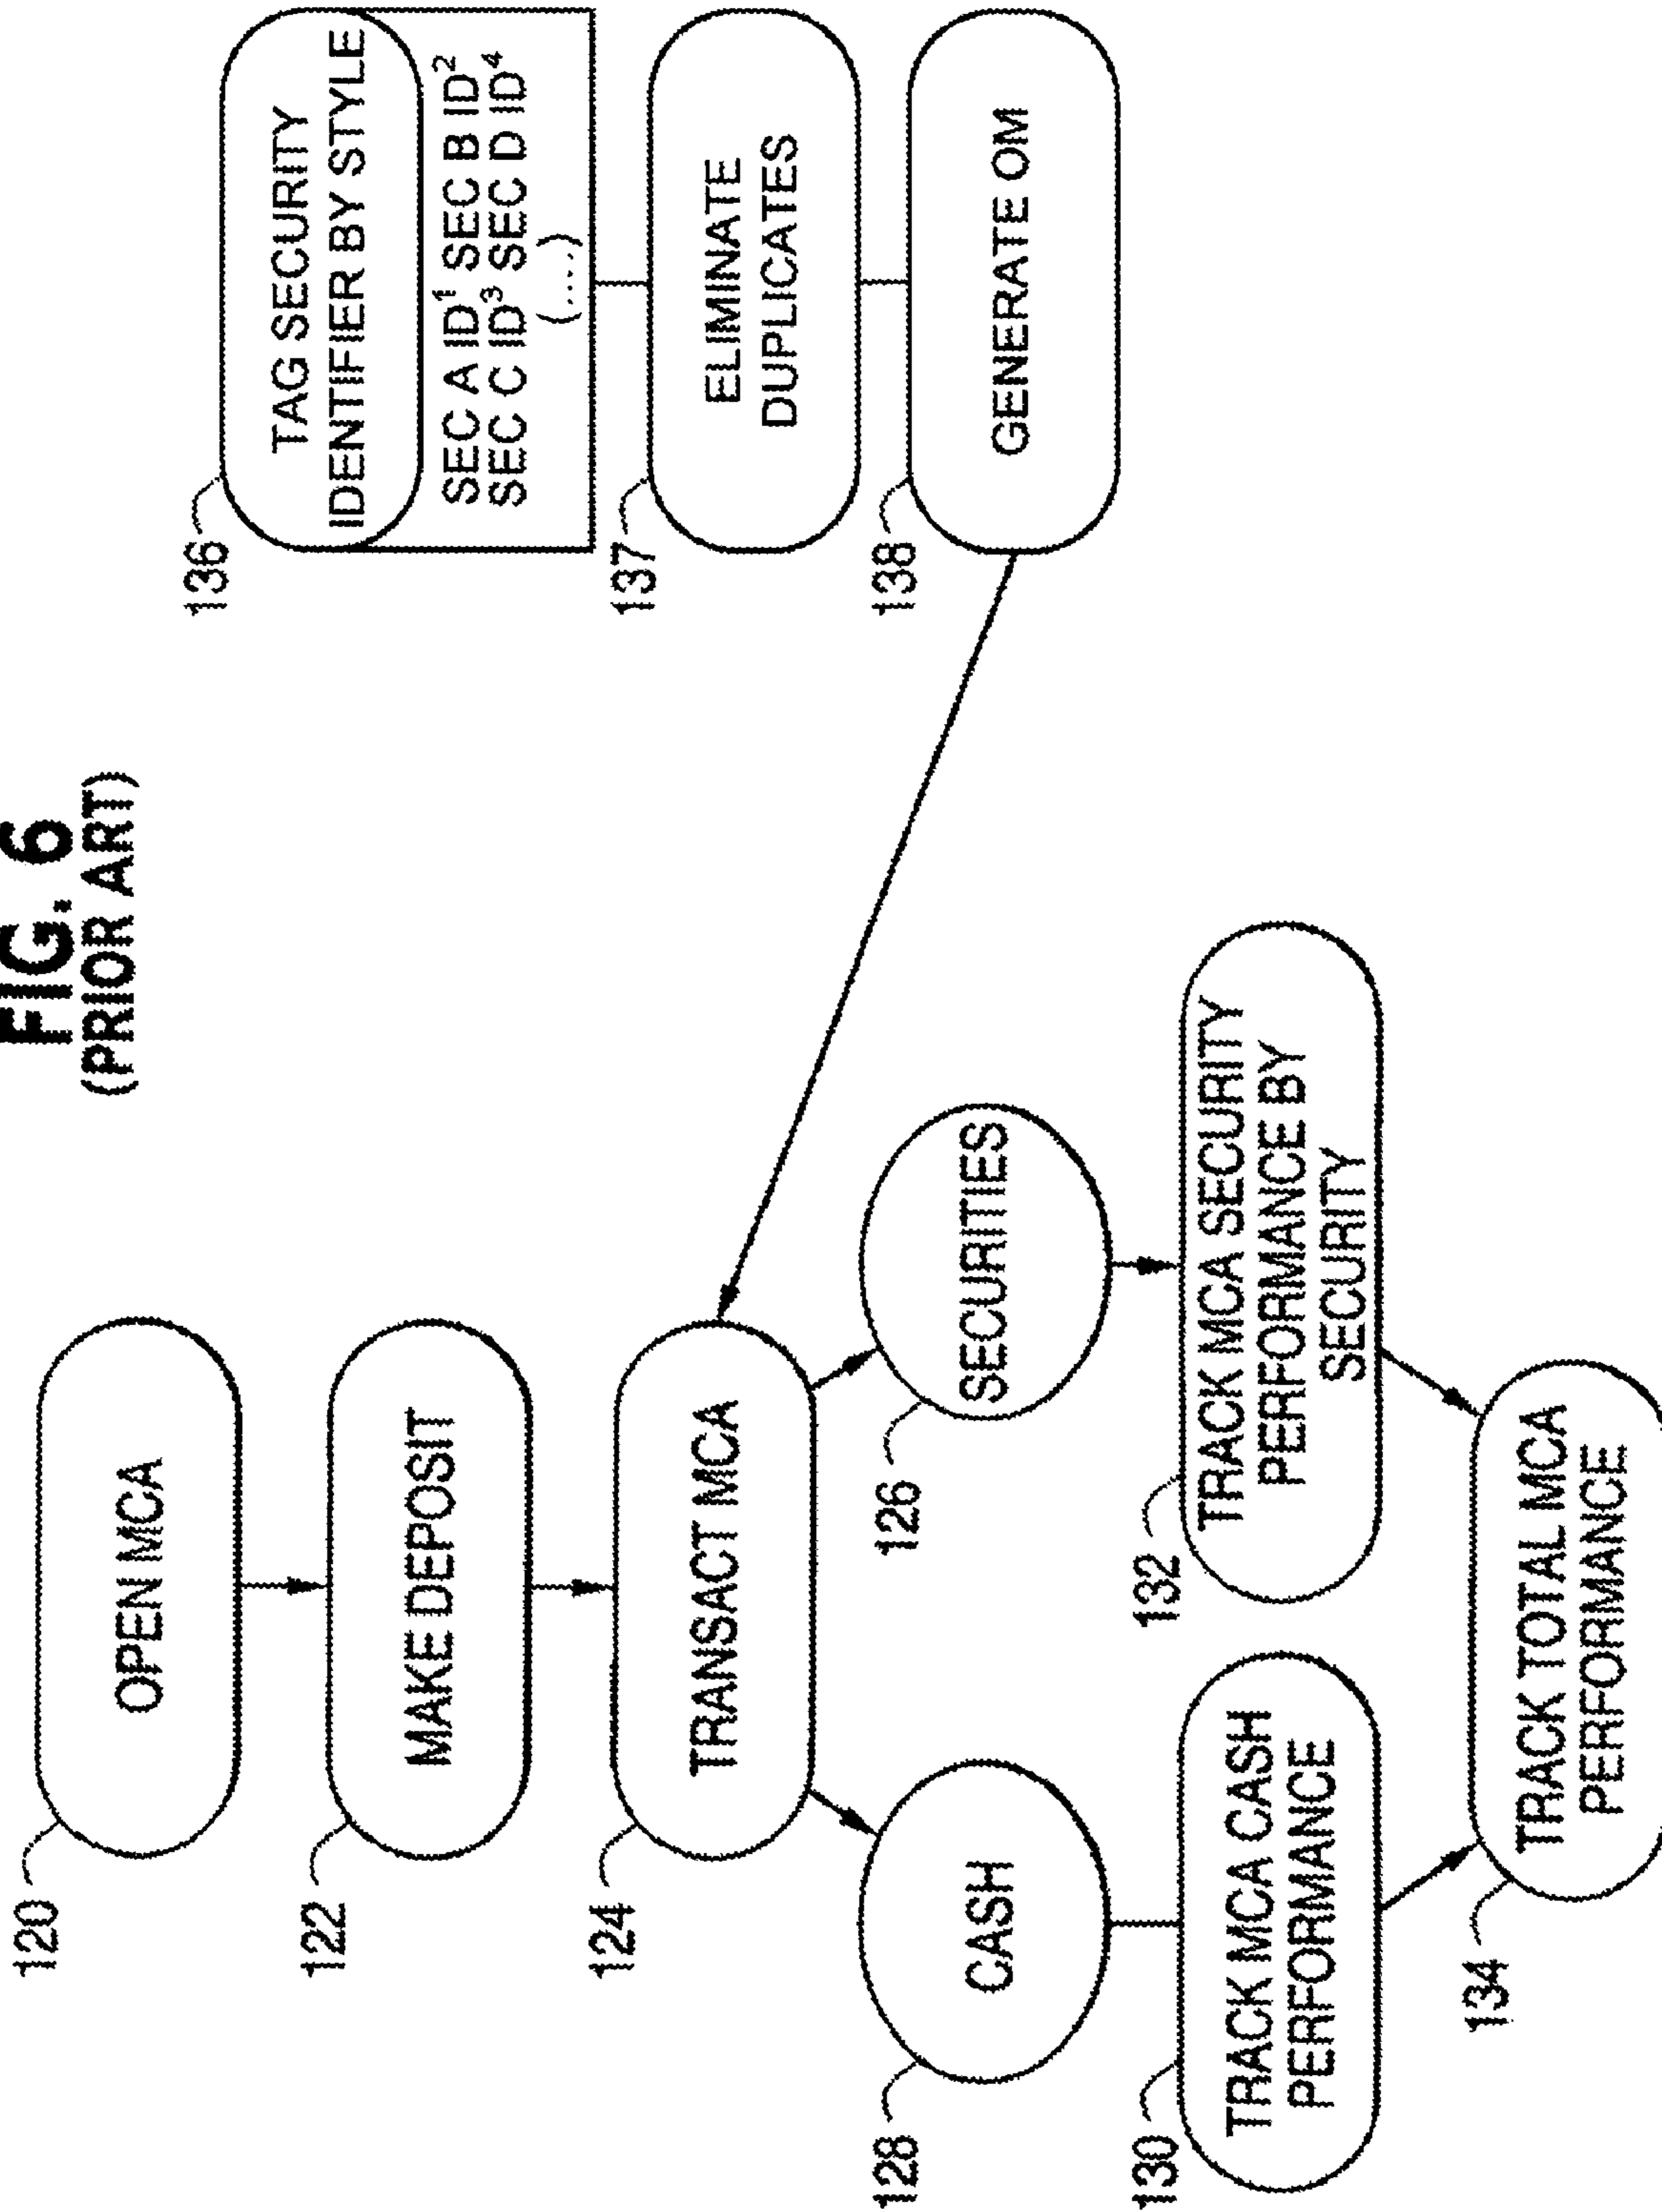 FIG. 6
(PRIOR ART)
120
OPEN MCA
122
MAKE DEPOSIT
124
TRANSACT MCA
128
CASH
126
SECURITIES
130
TRACK MCA CASH
PERFORMANCE
132
TRACK MCA SECURITY
PERFORMANCE BY
SECURITY
134
TRACK TOTAL MCA
PERFORMANCE
136
TAG SECURITY
IDENTIFIER BY STYLE
SEC A ID¹ SEC B ID²
SEC C ID³ SEC D ID⁴
(....)
137
ELIMINATE
DUPLICATES
138
GENERATE OM